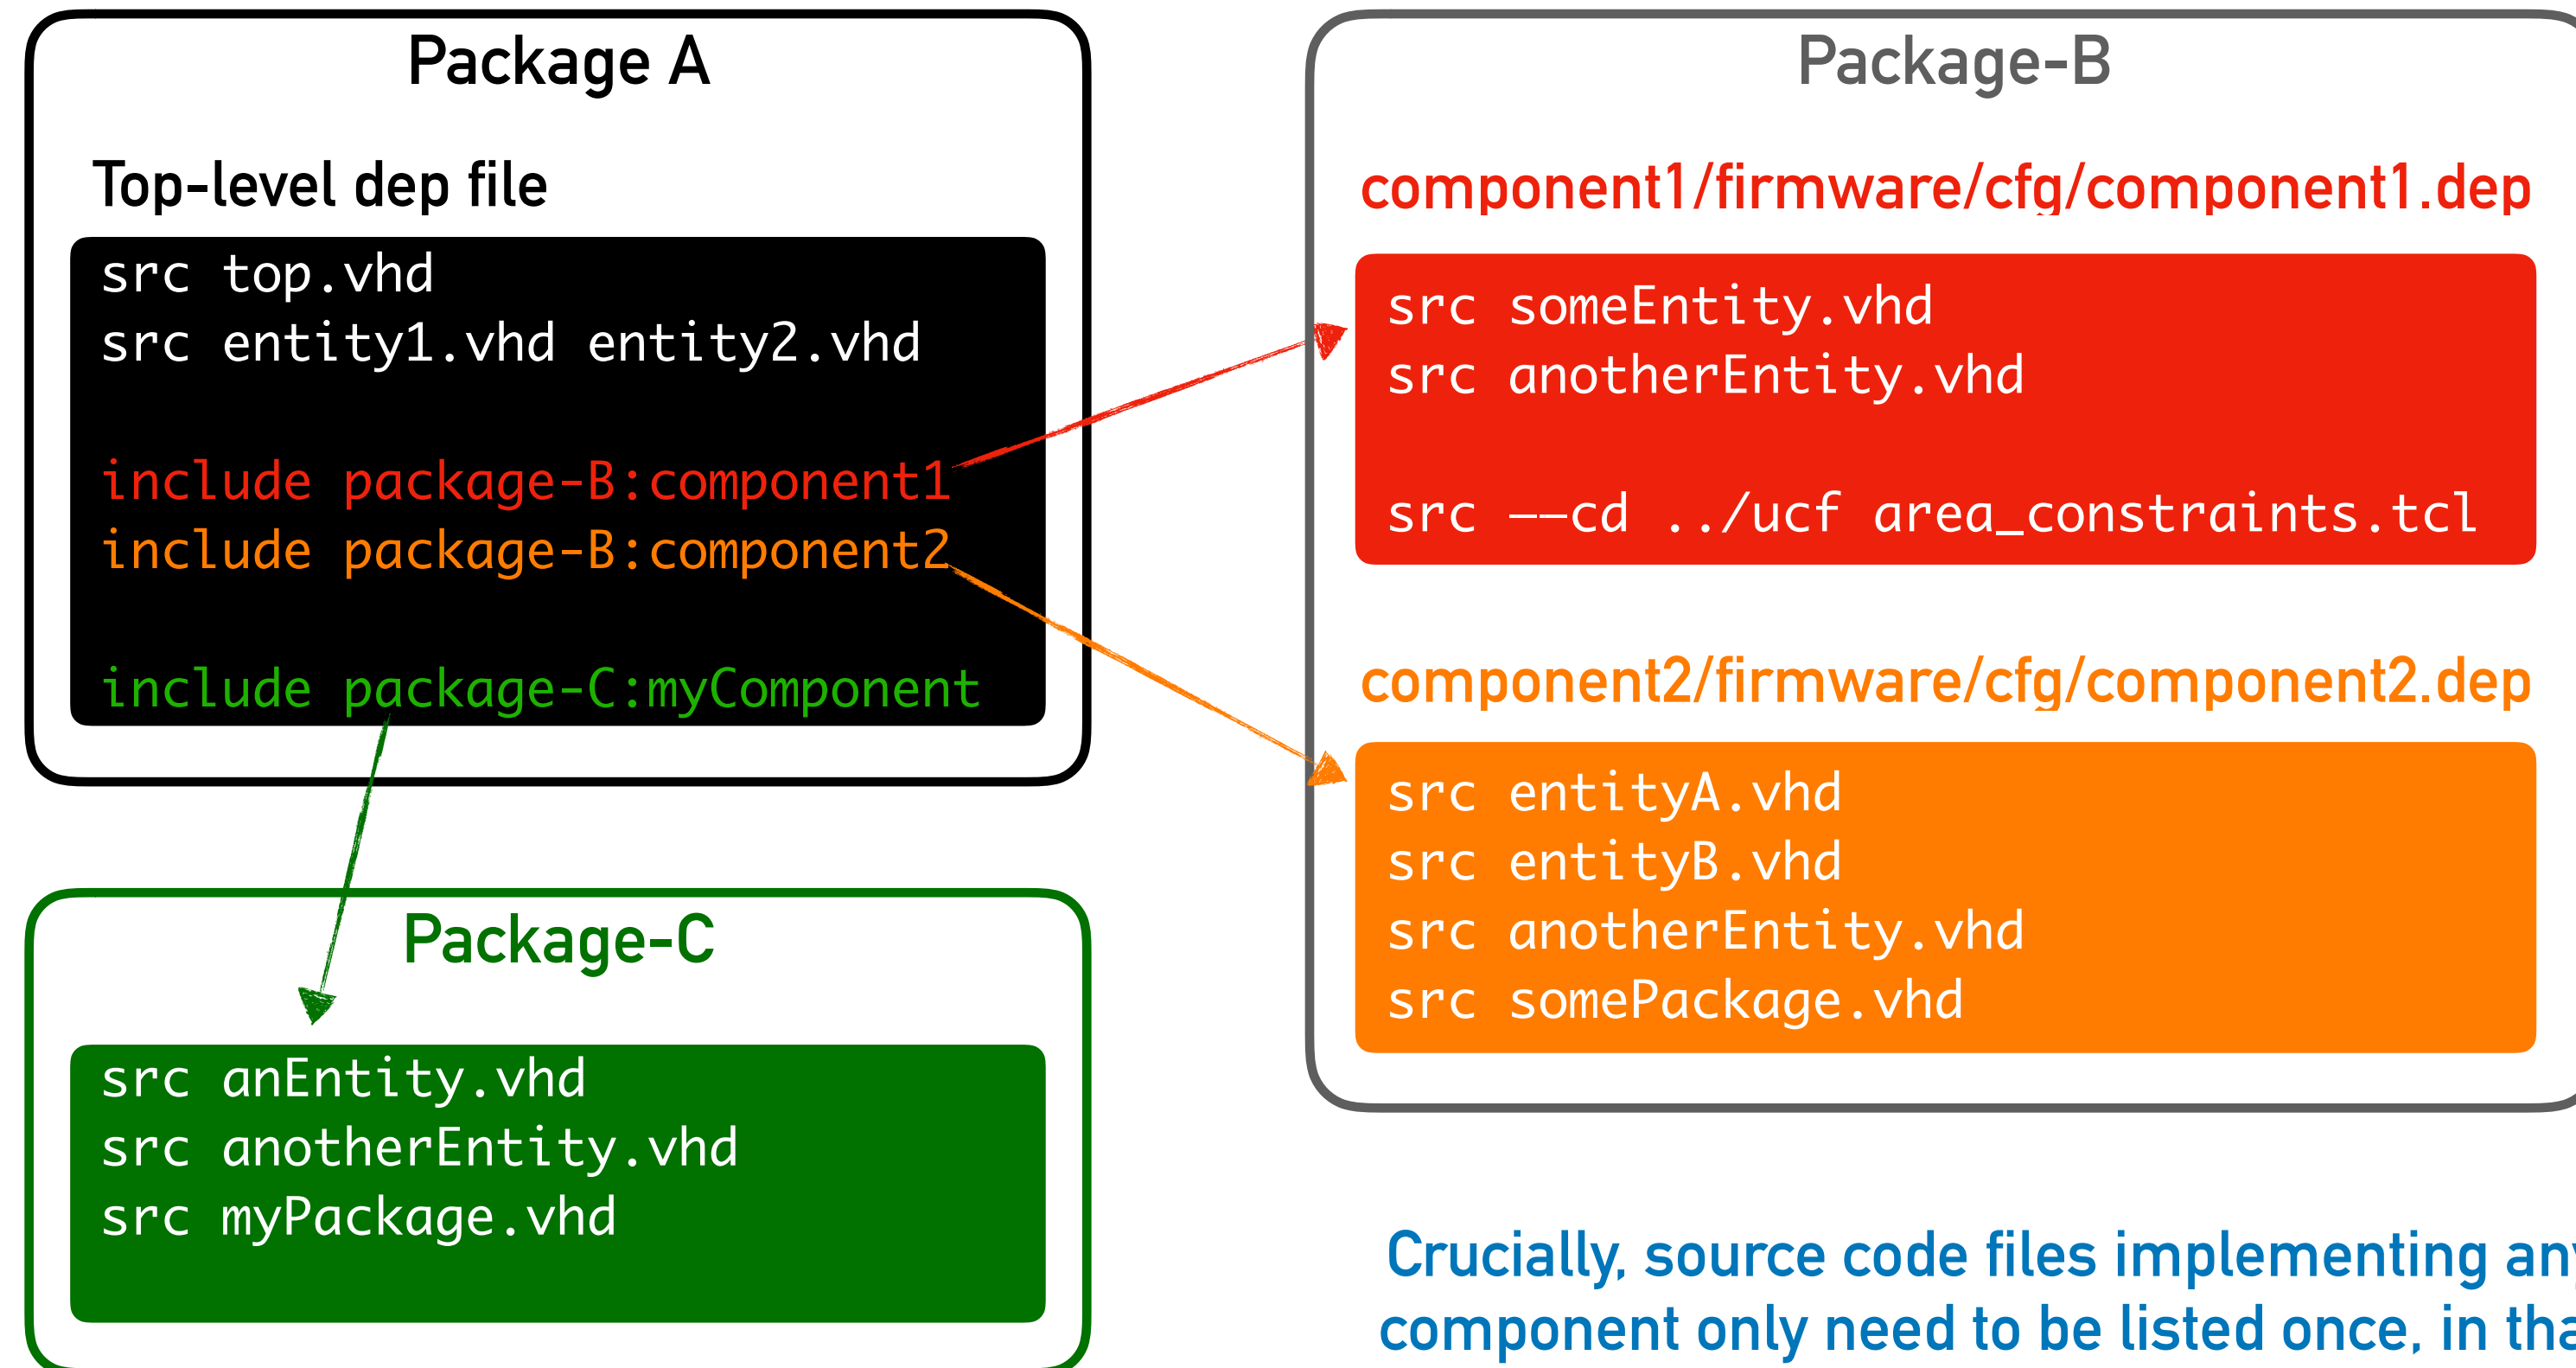 Package A
Top-level dep file
src top.vhd
src entity1.vhd entity2.vhd
include package-B:component1
include package-B:component2
include package-C:myComponent
Package-B
component1/firmware/cfg/component1.dep
src someEntity.vhd
src anotherEntity.vhd
src --cd ../ucf area_constraints.tcl
component2/firmware/cfg/component2.dep
src entityA.vhd
src entityB.vhd
src anotherEntity.vhd
src somePackage.vhd
Package-C
src anEntity.vhd
src anotherEntity.vhd
src myPackage.vhd
Crucially, source code files implementing
component only need to be listed once, in